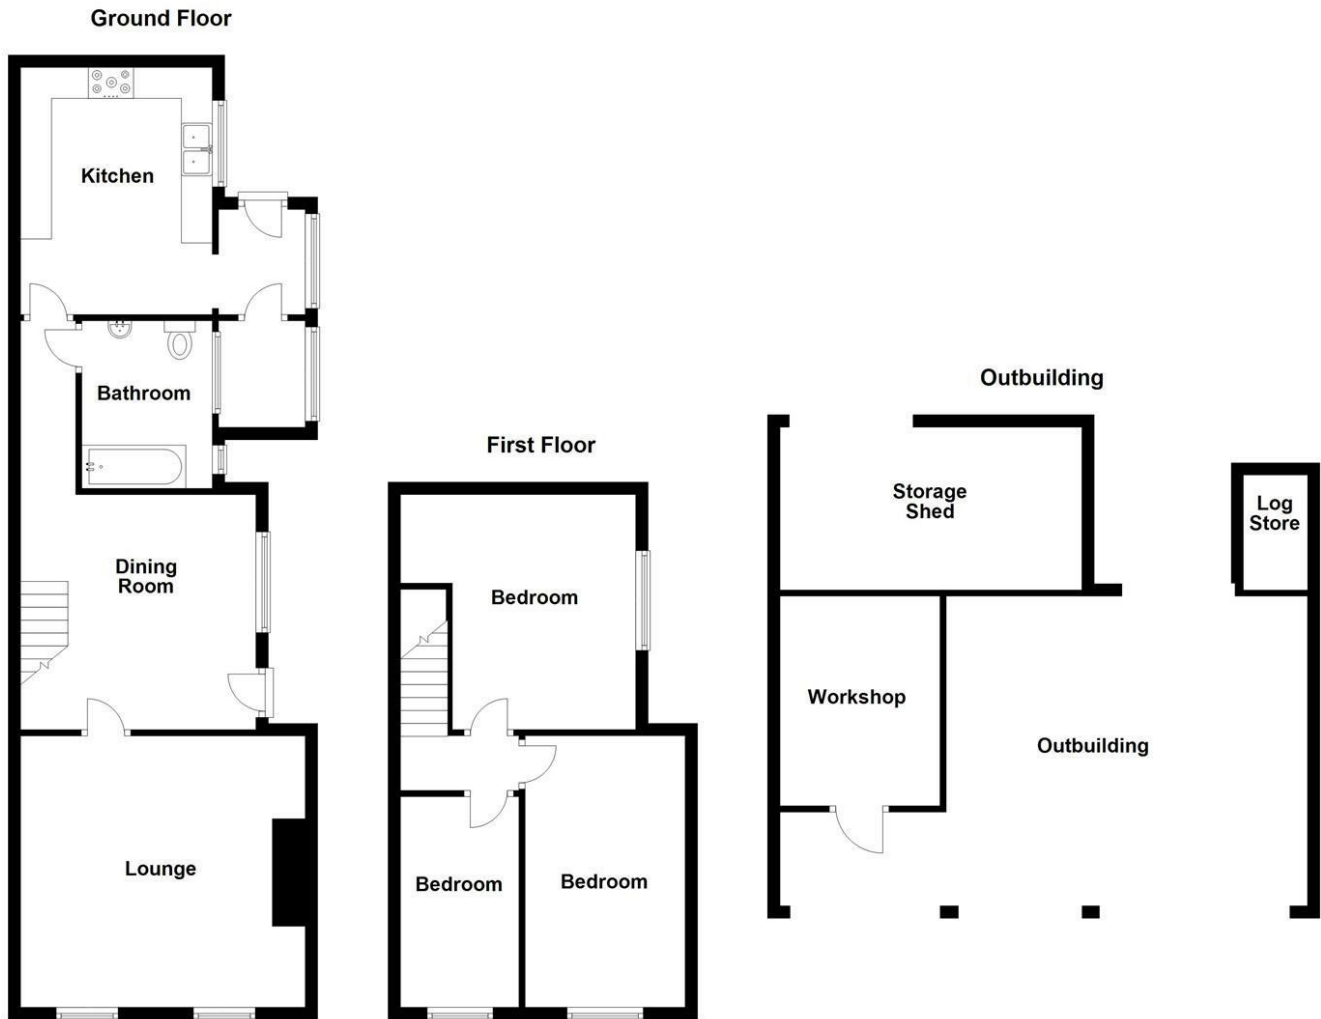 Ground Floor
Kitchen
Bathroom
Dining
Room
Lounge
First Floor
Bedroom
Bedroom
Bedroom
Outbuilding
Storage
Shed
Log
Store
Workshop
Outbuilding